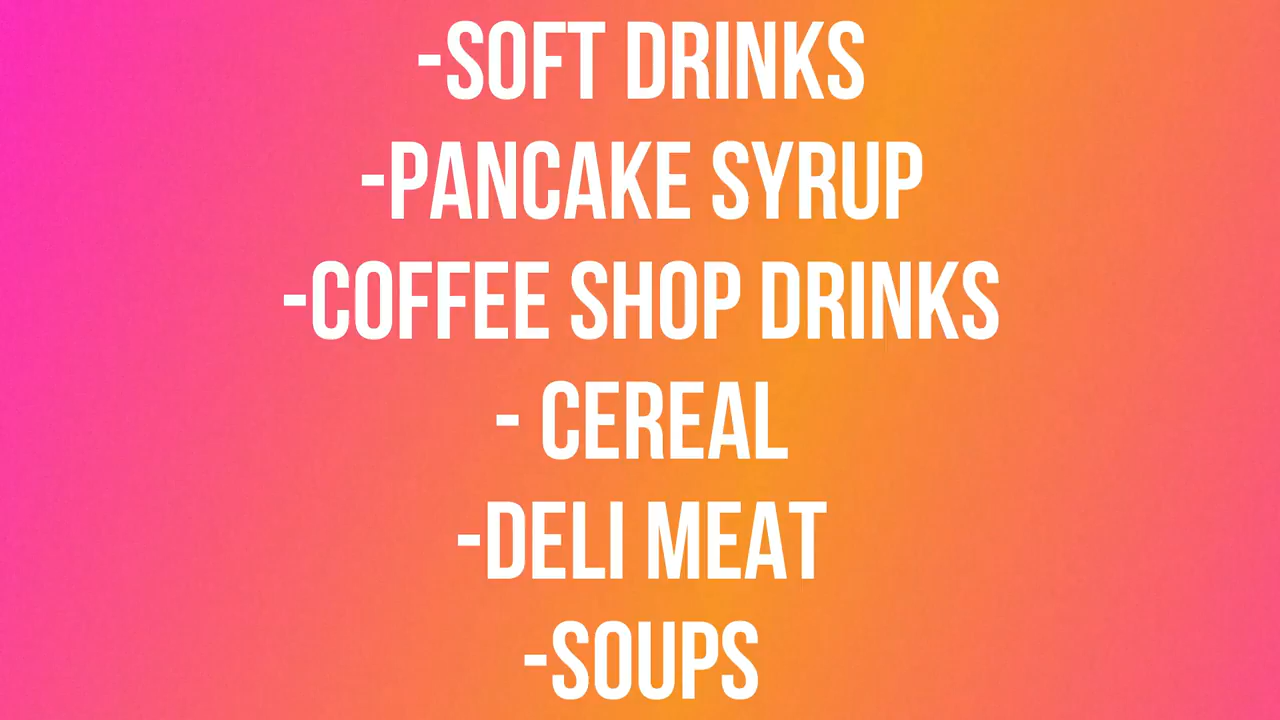 -SOFT DRINKS
-PANCAKE SYRUP
-COFFEE SHOP DRINKS
- CEREAL
-DELI MEAT
-SOUPS